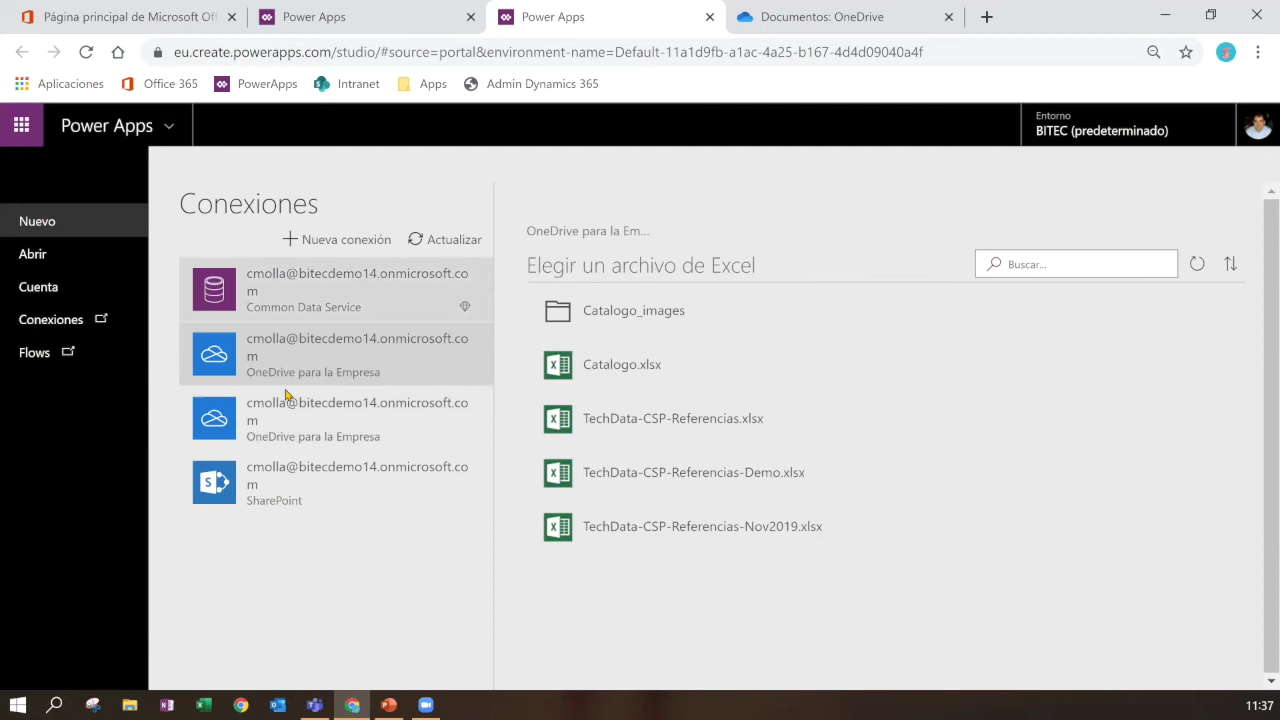 Página principal de Microsoft Off
Power Apps
Power Apps
Documentos: OneDrive
eu.create.powerapps.com/studio/#source=portal&environment-name=Default-11a1d9fb-a1ac-4a25-b167-4d4d09040a4f
Aplicaciones
Office 365
PowerApps
Intranet
Apps
Admin Dynamics 365
Power Apps
Entorno
BITEC (predeterminado)
Nuevo
Abrir
Cuenta
Conexiones
Flows
Conexiones
Nueva conexión
Actualizar
cmolla@bitecdemo14.onmicrosoft.co
m
Common Data Service
cmolla@bitecdemo14.onmicrosoft.co
m
OneDrive para la Empresa
cmolla@bitecdemo14.onmicrosoft.co
m
OneDrive para la Empresa
cmolla@bitecdemo14.onmicrosoft.co
m
SharePoint
OneDrive para la Em...
Elegir un archivo de Excel
Buscar...
Catalogo_images
Catalogo.xlsx
TechData-CSP-Referencias.xlsx
TechData-CSP-Referencias-Demo.xlsx
TechData-CSP-Referencias-Nov2019.xlsx
11:37